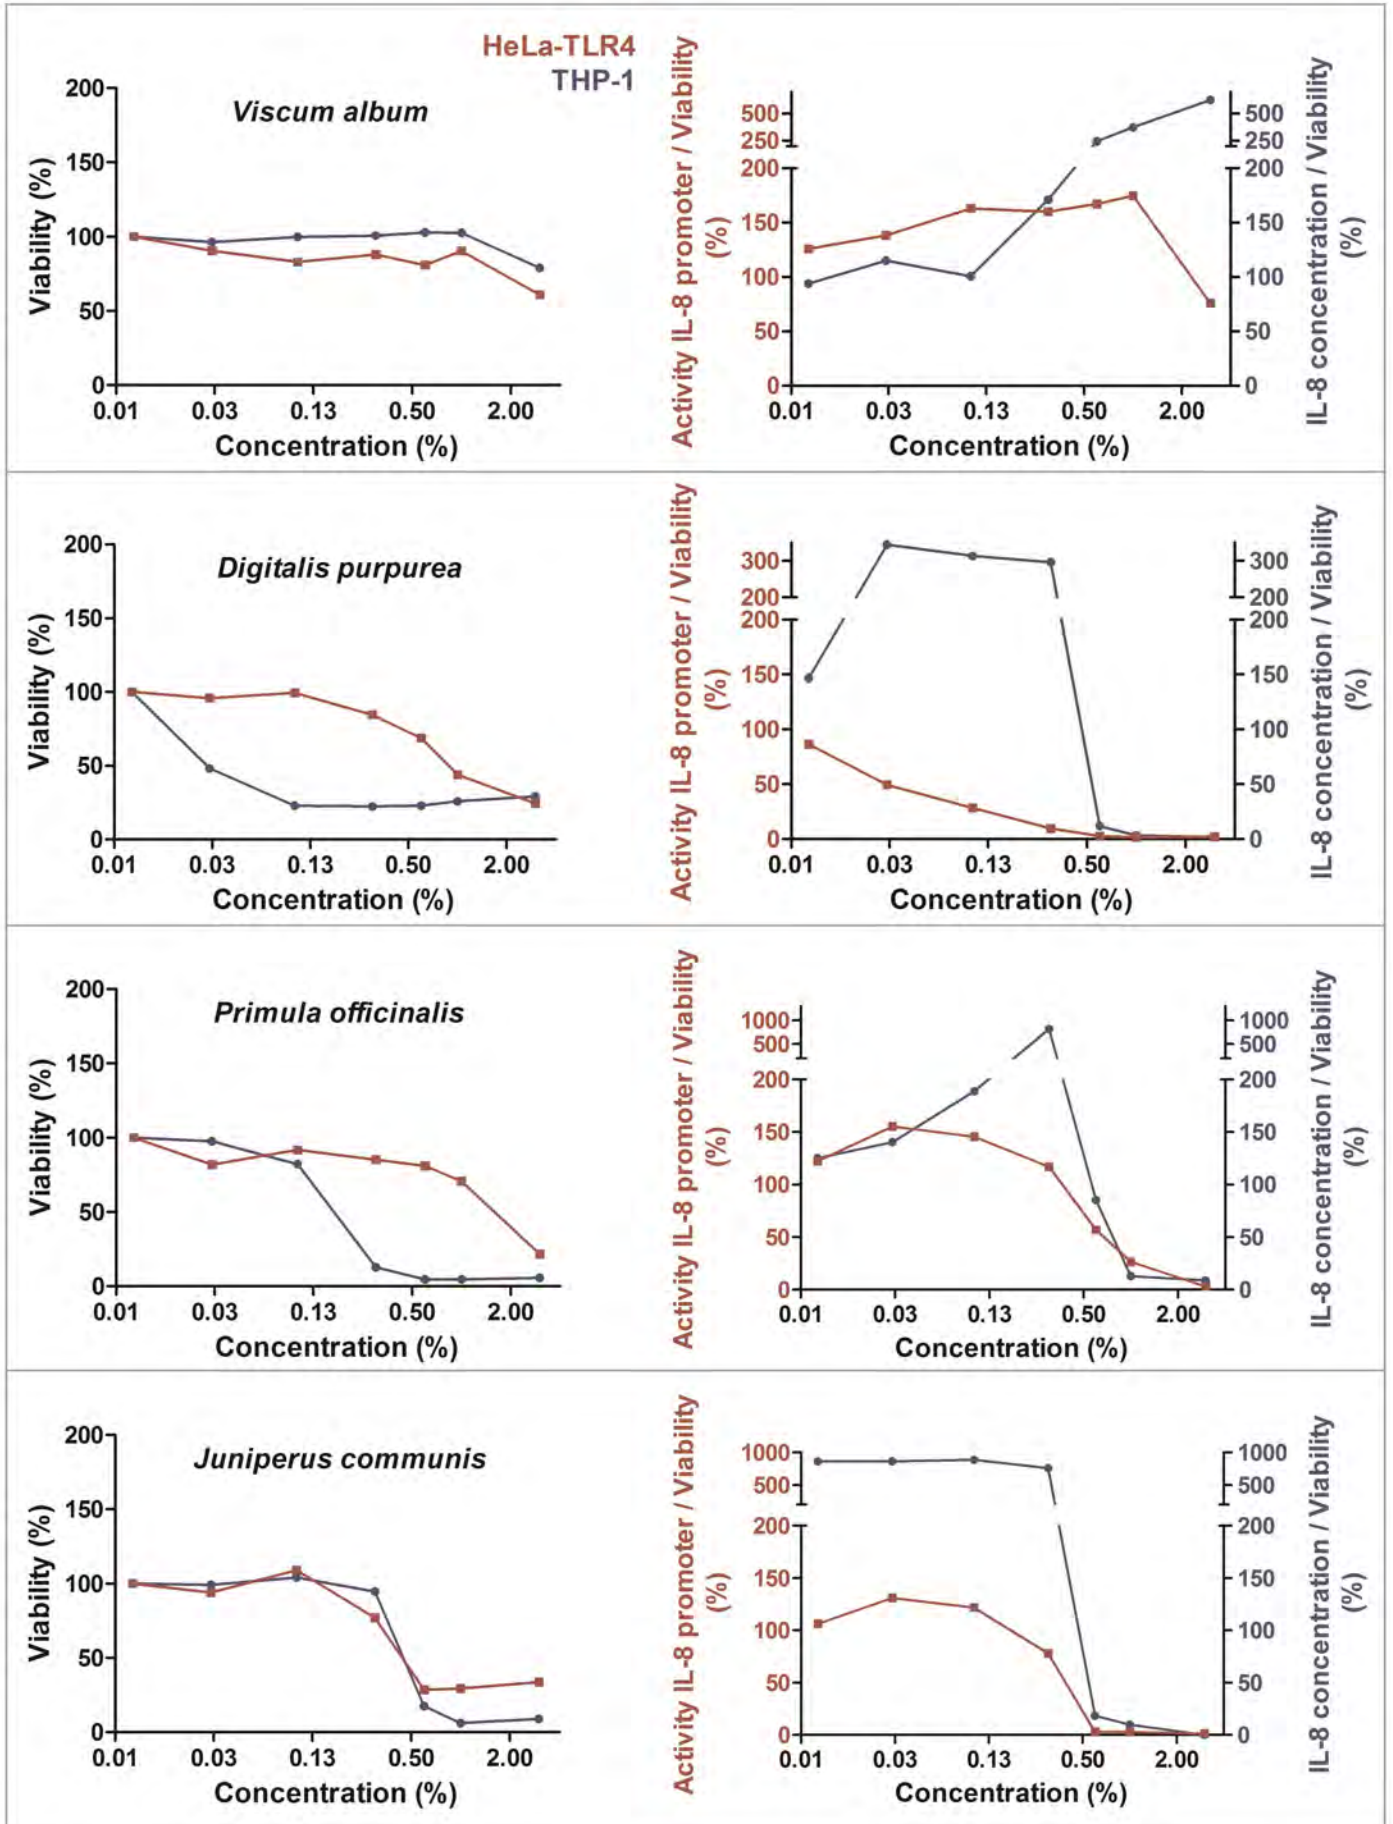 HeLa-TLR4
THP-1
Viscum album
Viability (%)
200
150
100
50
0
0.01 0.03 0.13 0.50 2.00
Concentration (%)
Activity IL-8 promoter / Viability
(%)
500
250
200
150
100
50
0
0.01 0.03 0.13 0.50 2.00
Concentration (%)
500
250
200
150
100
50
0
IL-8 concentration / Viability
(%)
Digitalis purpurea
Viability (%)
200
150
100
50
0
0.01 0.03 0.13 0.50 2.00
Concentration (%)
Activity IL-8 promoter / Viability
(%)
300
200
200
150
100
50
0
0.01 0.03 0.13 0.50 2.00
Concentration (%)
300
200
200
150
100
50
0
IL-8 concentration / Viability
(%)
Primula officinalis
Viability (%)
200
150
100
50
0
0.01 0.03 0.13 0.50 2.00
Concentration (%)
Activity IL-8 promoter / Viability
(%)
1000
500
200
150
100
50
0
0.01 0.03 0.13 0.50 2.00
Concentration (%)
1000
500
200
150
100
50
0
IL-8 concentration / Viability
(%)
Juniperus communis
Viability (%)
200
150
100
50
0
0.01 0.03 0.13 0.50 2.00
Concentration (%)
Activity IL-8 promoter / Viability
(%)
1000
500
200
150
100
50
0
0.01 0.03 0.13 0.50 2.00
Concentration (%)
1000
500
200
150
100
50
0
IL-8 concentration / Viability
(%)